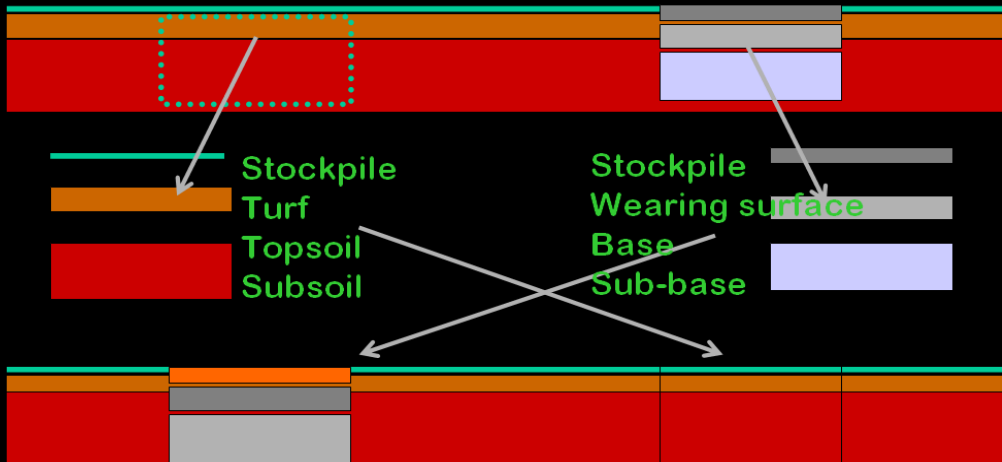 Stockpile
Turf
Topsoil
Subsoil
Stockpile
Wearing surface
Base
Sub-base